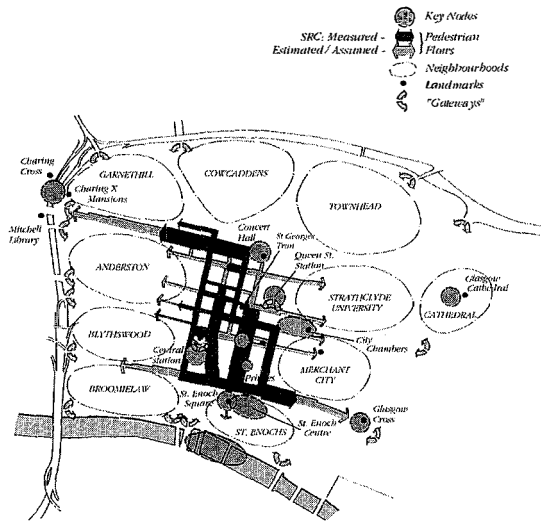 Key Nodes
SRC: Measured -
Pedestrian
Estimated/Assumed -
Flows
Neighbourhoods
Landmarks
"Gateways"
Charing
Cross
GARNETHILL
COWCADDENS
TOWNHEAD
Charing X
Mansions
Mitchell
Library
Concert
Hall
St Georges
Tron
Queen St.
Station
ANDERSTON
STRATHCLYDE
UNIVERSITY
Glasgow
Cathedral
CATHEDRAL
BLYTHSWOOD
City
Chambers
Central
station
MERCHANT
CITY
Princes
BROOMIELAW
St. Enoch
Square
ST. ENOCHS
St. Enoch
Centre
Glasgow
Cross